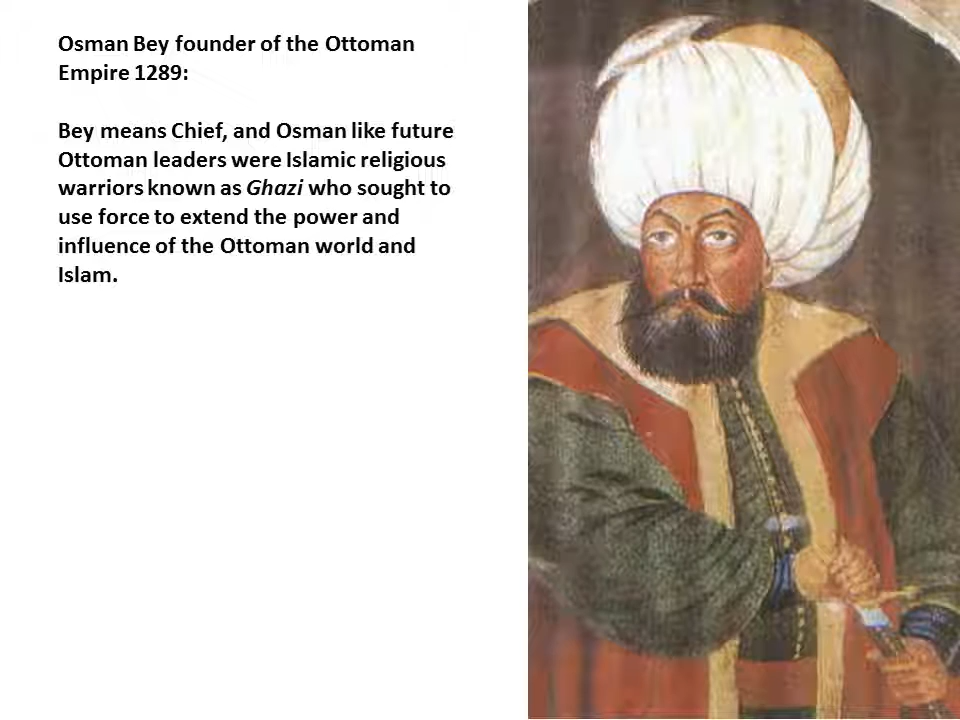 Osman Bey founder of the Ottoman
Empire 1289:
Bey means Chief, and Osman like future
Ottoman leaders were Islamic religious
warriors known as Ghazi who sought to
use force to extend the power and
influence of the Ottoman world and
Islam.